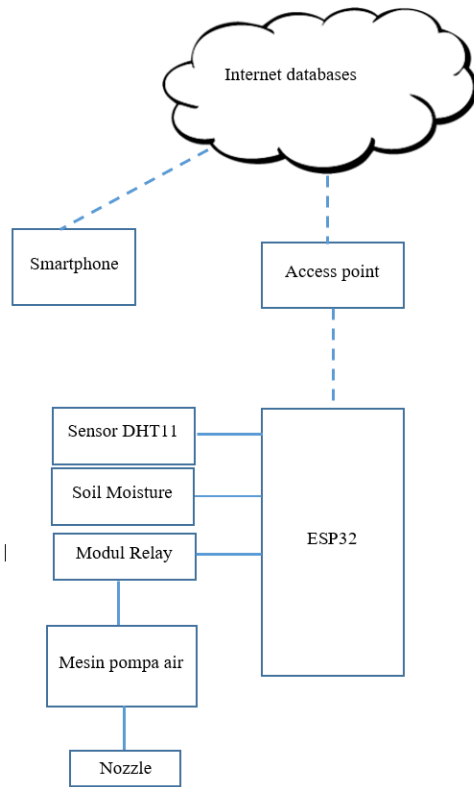 Internet databases
Smartphone
Access point
Sensor DHT11
Soil Moisture
Modul Relay
ESP32
Mesin pompa air
Nozzle